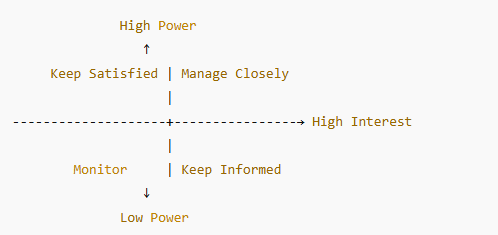 High Power
↑
Keep Satisfied | Manage Closely
|
--------------------+----------------→ High Interest
|
Monitor | Keep Informed
↓
Low Power